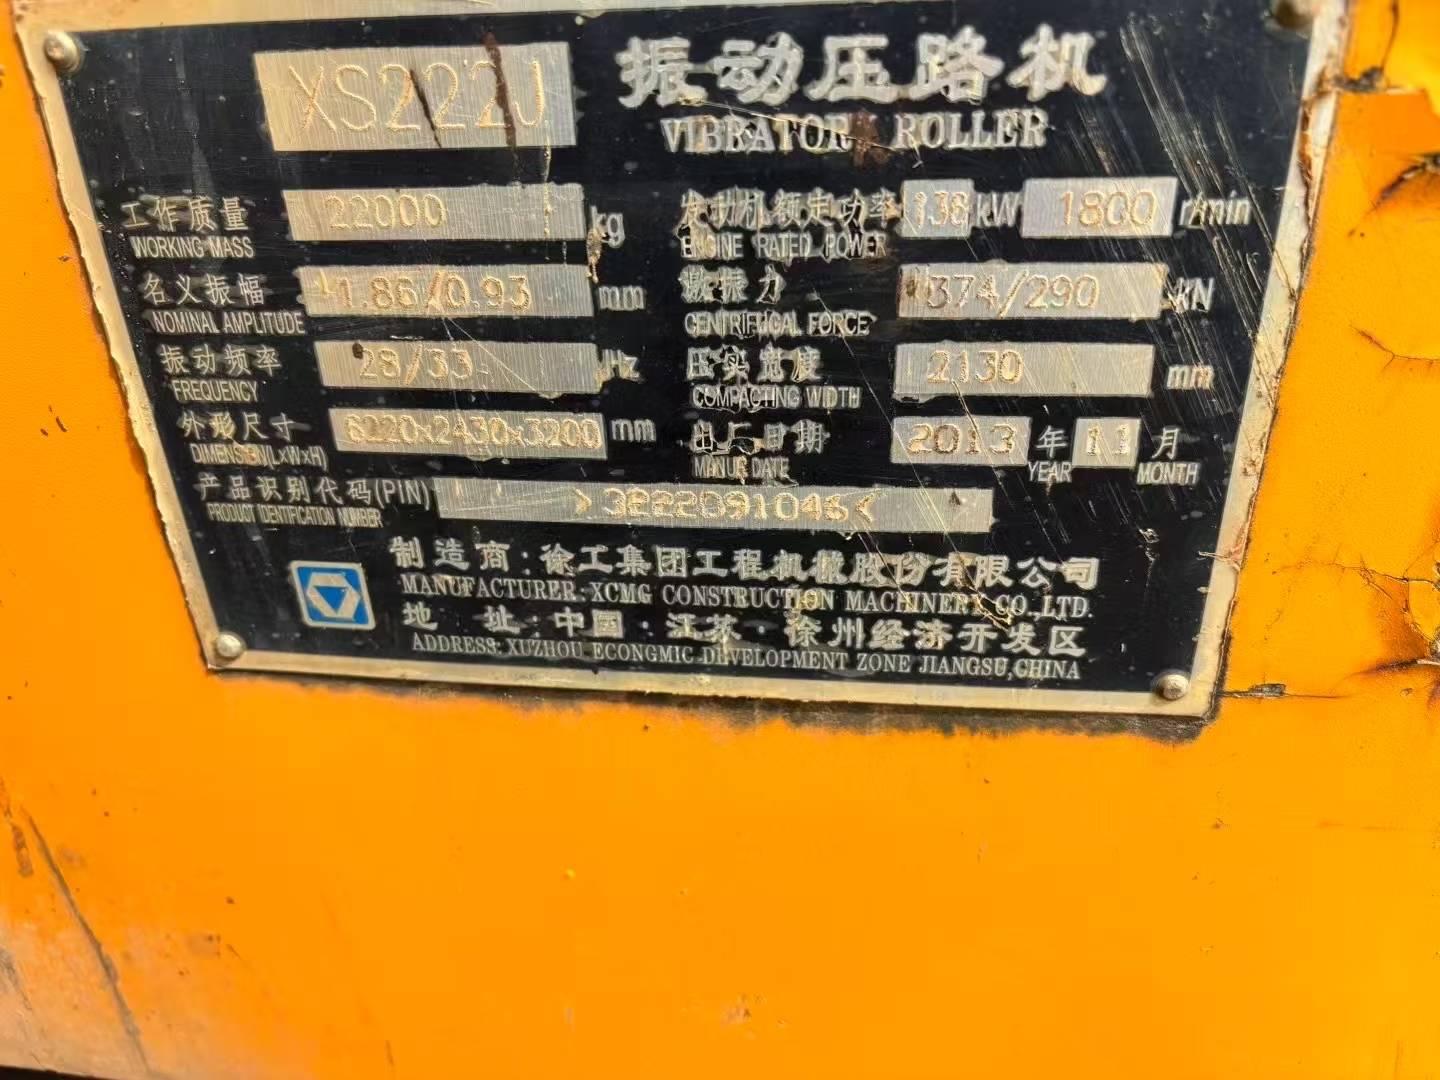 XS222J 振动压路机
VIBRATORY ROLLER
工作质量 22000 kg 发动机额定功率 138 kW 1800 r/min
WORKING MASS ENGINE RATED POWER
名义振幅 1.86/0.93 mm 激振力 374/290 kN
NOMINAL AMPLITUDE CENTRIFUGAL FORCE
振动频率 28/33 Hz 压实宽度 2130 mm
FREQUENCY COMPACTING WIDTH
外形尺寸 6220x2430x3200 mm 出厂日期 2013 年 11 月
DIMENSION(L×W×H) MANUF.DATE YEAR MONTH
产品识别代码(PIN) >3222091046<
PRODUCT IDENTIFICATION NUMBER
制造商:徐工集团工程机械股份有限公司
MANUFACTURER: XCMG CONSTRUCTION MACHINERY CO.,LTD.
地 址:中国·江苏·徐州经济开发区
ADDRESS: XUZHOU ECONGMIC DEVELOPMENT ZONE JIANGSU,CHINA